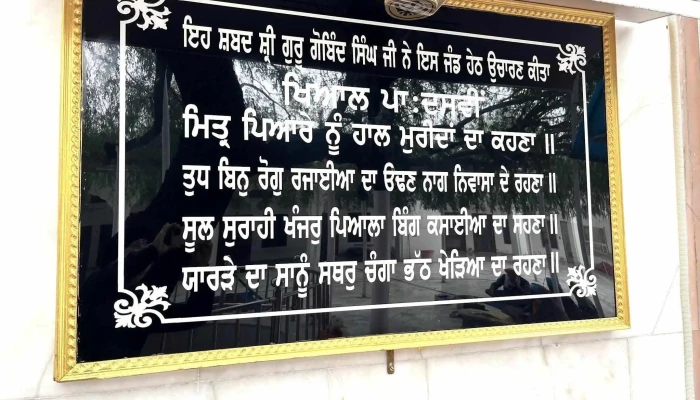 ਇਹ ਸ਼ਬਦ ਸ਼੍ਰੀ ਗੁਰੂ ਗੋਬਿੰਦ ਸਿੰਘ ਜੀ ਨੇ ਇਸ ਜੰਡ ਹੇਠ ਉਚਾਰਣ ਕੀਤਾ
ਖਿਆਲ ਪਾ: ਦਸਵੀਂ
ਮਿਤ੍ਰ ਪਿਆਰੇ ਨੂੰ ਹਾਲ ਮੁਰੀਦਾਂ ਦਾ ਕਹਣਾ ॥
ਤੁਧ ਬਿਨੁ ਰੋਗੁ ਰਜਾਈਆ ਦਾ ਓਢਣ ਨਾਗ ਨਿਵਾਸਾ ਦੇ ਰਹਣਾ ॥
ਸੂਲ ਸੁਰਾਹੀ ਖੰਜਰੁ ਪਿਆਲਾ ਬਿੰਗ ਕਸਾਈਆ ਦਾ ਸਹਣਾ ॥
ਯਾਰੜੇ ਦਾ ਸਾਨੂੰ ਸਥਰੁ ਚੰਗਾ ਭੱਠ ਖੇੜਿਆ ਦਾ ਰਹਣਾ ॥